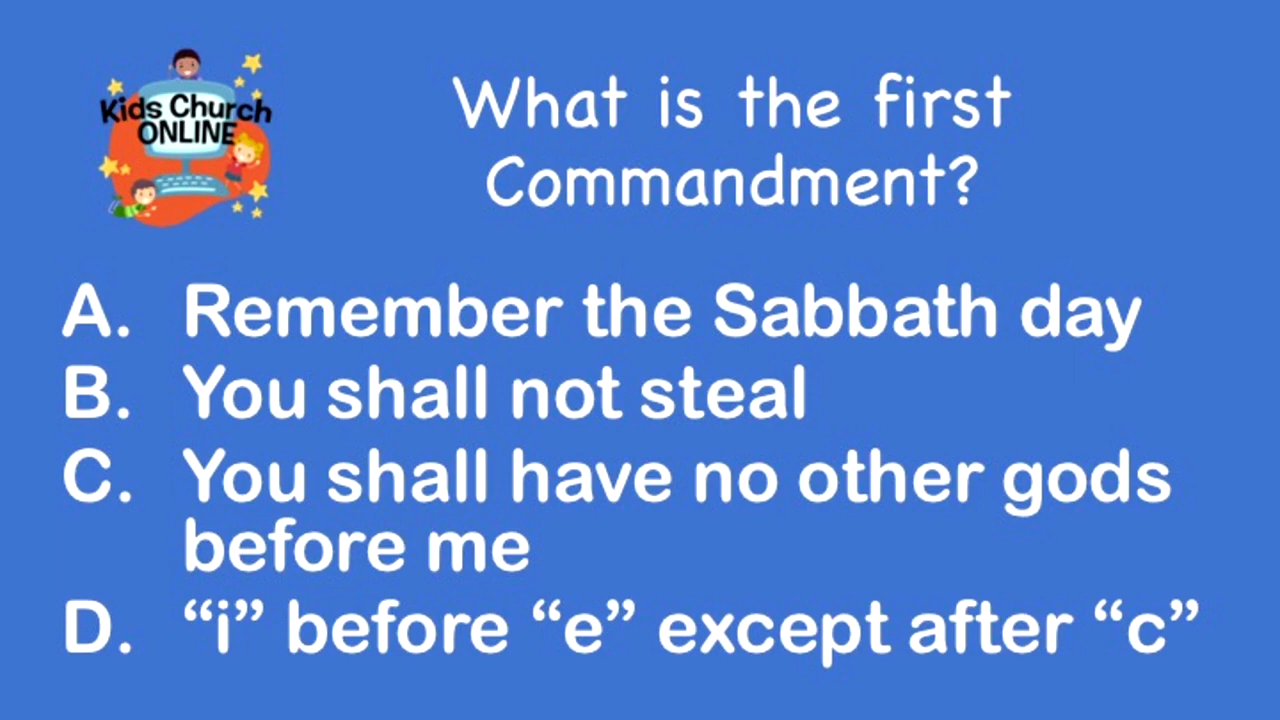 Kids Church
ONLINE
What is the first
Commandment?
A. Remember the Sabbath day
B. You shall not steal
C. You shall have no other gods
before me
D. “i” before “e” except after “c”